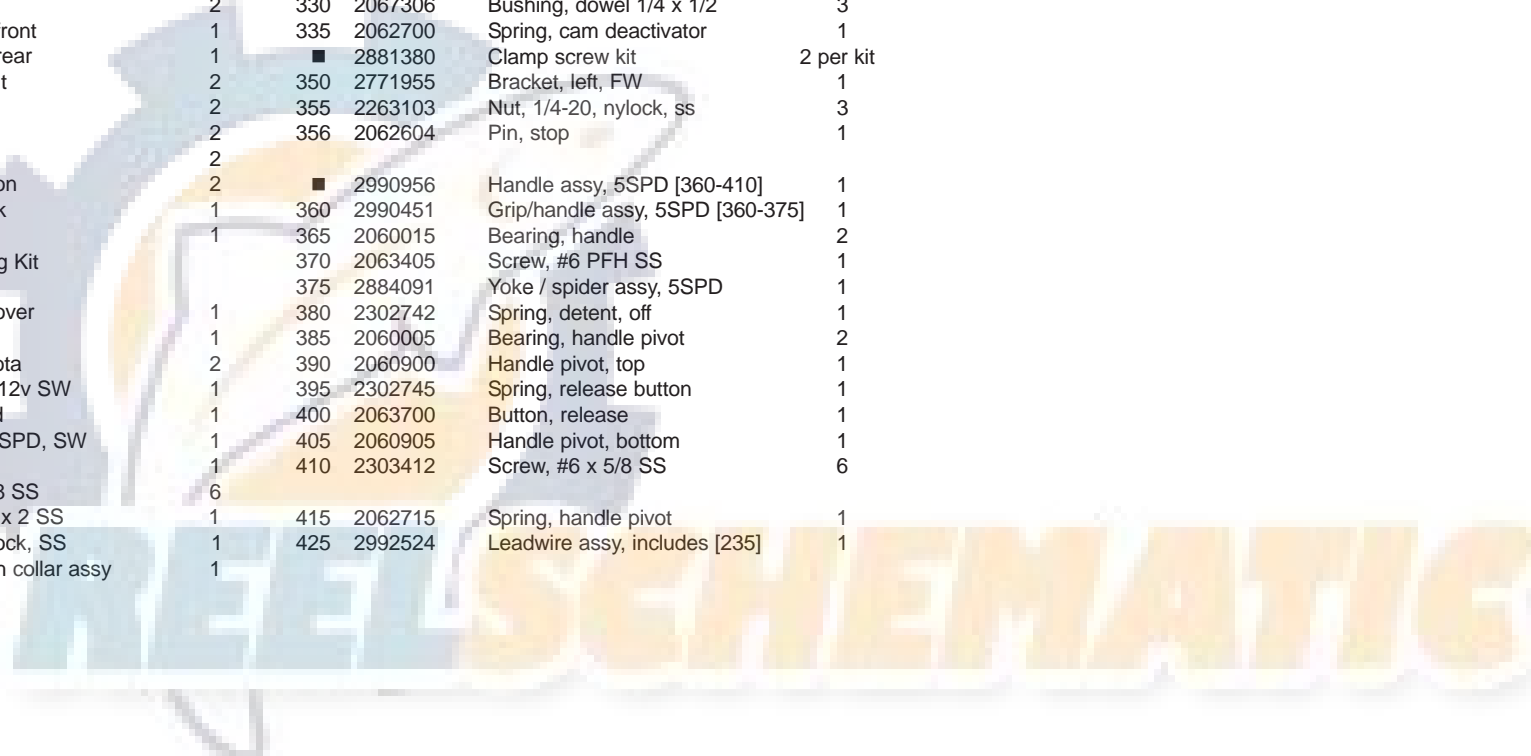 2 330 2067306 Bushing, dowel 1/4 x 1/2 3
ront 1 335 2062700 Spring, cam deactivator 1
rear 1 ■ 2881380 Clamp screw kit 2 per kit
t 2 350 2771955 Bracket, left, FW 1
2 355 2263103 Nut, 1/4-20, nylock, ss 3
2 356 2062604 Pin, stop 1
2
on 2 ■ 2990956 Handle assy, 5SPD [360-410] 1
k 1 360 2990451 Grip/handle assy, 5SPD [360-375] 1
1 365 2060015 Bearing, handle 2
g Kit 370 2063405 Screw, #6 PFH SS 1
375 2884091 Yoke / spider assy, 5SPD 1
over 1 380 2302742 Spring, detent, off 1
1 385 2060005 Bearing, handle pivot 2
ota 2 390 2060900 Handle pivot, top 1
12v SW 1 395 2302745 Spring, release button 1
d 1 400 2063700 Button, release 1
SPD, SW 1 405 2060905 Handle pivot, bottom 1
1 410 2303412 Screw, #6 x 5/8 SS 6
8 SS 6
x 2 SS 1 415 2062715 Spring, handle pivot 1
ock, SS 1 425 2992524 Leadwire assy, includes [235] 1
n collar assy 1
REELSCHEMATIC